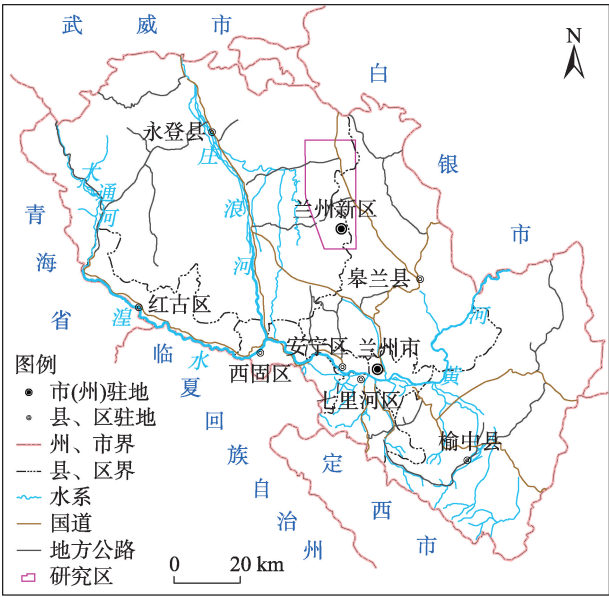 武威市
N
白银市
永登县
庄浪河
大通河
兰州新区
青海省
皋兰县
红古区
湟水
河
安宁区
兰州市
黄
西固区
七里河区
榆中县
临夏回族自治州
定西市
图例
市(州)驻地
县、区驻地
州、市界
县、区界
水系
国道
地方公路
研究区
0 20 km